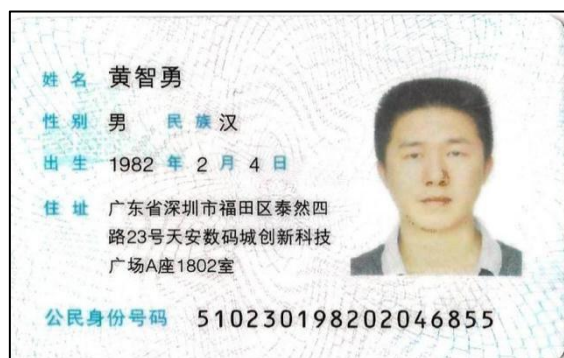 姓名 黄智勇
性别 男 民族 汉
出生 1982 年 2 月 4 日
住址 广东省深圳市福田区泰然四
路23号天安数码城创新科技
广场A座1802室
公民身份号码 510230198202046855